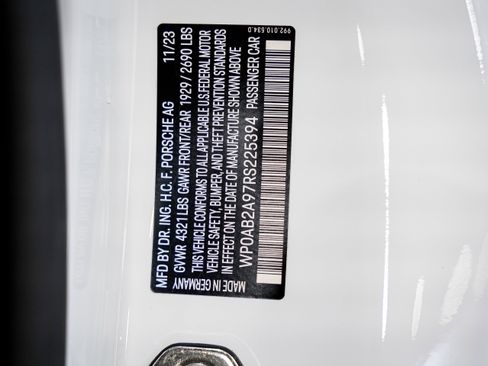 MFD BY DR. ING. H.C. F. PORSCHE AG 11/23
GVWR 4321 LBS GAWR FRONT/REAR 1929 / 2690 LBS
THIS VEHICLE CONFORMS TO ALL APPLICABLE U.S.FEDERAL MOTOR
VEHICLE SAFETY, BUMPER, AND THEFT PREVENTION STANDARDS
IN EFFECT ON THE DATE OF MANUFACTURE SHOWN ABOVE
WP0AB2A97RS225394 PASSENGER CAR
MADE IN GERMANY
992.010.534.0